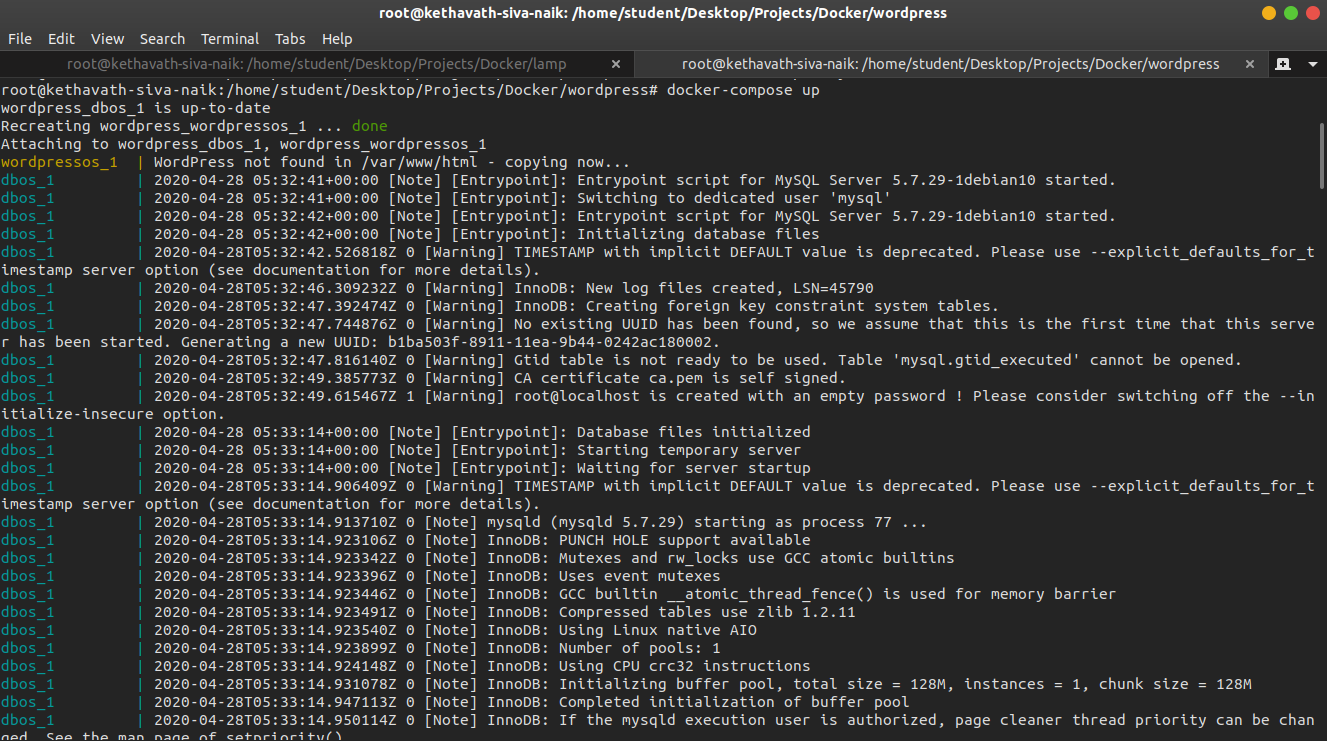 root@kethavath-siva-naik: /home/student/Desktop/Projects/Docker/wordpress
File Edit View Search Terminal Tabs Help
root@kethavath-siva-naik: /home/student/Desktop/Projects/Docker/lamp × root@kethavath-siva-naik: /home/student/Desktop/Projects/Docker/wordpress ×
root@kethavath-siva-naik:/home/student/Desktop/Projects/Docker/wordpress# docker-compose up
wordpress_dbos_1 is up-to-date
Recreating wordpress_wordpressos_1 ... done
Attaching to wordpress_dbos_1, wordpress_wordpressos_1
wordpressos_1  | WordPress not found in /var/www/html - copying now...
dbos_1         | 2020-04-28 05:32:41+00:00 [Note] [Entrypoint]: Entrypoint script for MySQL Server 5.7.29-1debian10 started.
dbos_1         | 2020-04-28 05:32:41+00:00 [Note] [Entrypoint]: Switching to dedicated user 'mysql'
dbos_1         | 2020-04-28 05:32:42+00:00 [Note] [Entrypoint]: Entrypoint script for MySQL Server 5.7.29-1debian10 started.
dbos_1         | 2020-04-28 05:32:42+00:00 [Note] [Entrypoint]: Initializing database files
dbos_1         | 2020-04-28T05:32:42.526818Z 0 [Warning] TIMESTAMP with implicit DEFAULT value is deprecated. Please use --explicit_defaults_for_t
imestamp server option (see documentation for more details).
dbos_1         | 2020-04-28T05:32:46.309232Z 0 [Warning] InnoDB: New log files created, LSN=45790
dbos_1         | 2020-04-28T05:32:47.392474Z 0 [Warning] InnoDB: Creating foreign key constraint system tables.
dbos_1         | 2020-04-28T05:32:47.744876Z 0 [Warning] No existing UUID has been found, so we assume that this is the first time that this serve
r has been started. Generating a new UUID: b1ba503f-8911-11ea-9b44-0242ac180002.
dbos_1         | 2020-04-28T05:32:47.816140Z 0 [Warning] Gtid table is not ready to be used. Table 'mysql.gtid_executed' cannot be opened.
dbos_1         | 2020-04-28T05:32:49.385773Z 0 [Warning] CA certificate ca.pem is self signed.
dbos_1         | 2020-04-28T05:32:49.615467Z 1 [Warning] root@localhost is created with an empty password ! Please consider switching off the --in
itialize-insecure option.
dbos_1         | 2020-04-28 05:33:14+00:00 [Note] [Entrypoint]: Database files initialized
dbos_1         | 2020-04-28 05:33:14+00:00 [Note] [Entrypoint]: Starting temporary server
dbos_1         | 2020-04-28 05:33:14+00:00 [Note] [Entrypoint]: Waiting for server startup
dbos_1         | 2020-04-28T05:33:14.906409Z 0 [Warning] TIMESTAMP with implicit DEFAULT value is deprecated. Please use --explicit_defaults_for_t
imestamp server option (see documentation for more details).
dbos_1         | 2020-04-28T05:33:14.913710Z 0 [Note] mysqld (mysqld 5.7.29) starting as process 77 ...
dbos_1         | 2020-04-28T05:33:14.923106Z 0 [Note] InnoDB: PUNCH HOLE support available
dbos_1         | 2020-04-28T05:33:14.923342Z 0 [Note] InnoDB: Mutexes and rw_locks use GCC atomic builtins
dbos_1         | 2020-04-28T05:33:14.923396Z 0 [Note] InnoDB: Uses event mutexes
dbos_1         | 2020-04-28T05:33:14.923446Z 0 [Note] InnoDB: GCC builtin __atomic_thread_fence() is used for memory barrier
dbos_1         | 2020-04-28T05:33:14.923491Z 0 [Note] InnoDB: Compressed tables use zlib 1.2.11
dbos_1         | 2020-04-28T05:33:14.923540Z 0 [Note] InnoDB: Using Linux native AIO
dbos_1         | 2020-04-28T05:33:14.923899Z 0 [Note] InnoDB: Number of pools: 1
dbos_1         | 2020-04-28T05:33:14.924148Z 0 [Note] InnoDB: Using CPU crc32 instructions
dbos_1         | 2020-04-28T05:33:14.931078Z 0 [Note] InnoDB: Initializing buffer pool, total size = 128M, instances = 1, chunk size = 128M
dbos_1         | 2020-04-28T05:33:14.947113Z 0 [Note] InnoDB: Completed initialization of buffer pool
dbos_1         | 2020-04-28T05:33:14.950114Z 0 [Note] InnoDB: If the mysqld execution user is authorized, page cleaner thread priority can be chan
ged. See the man page of setpriority().